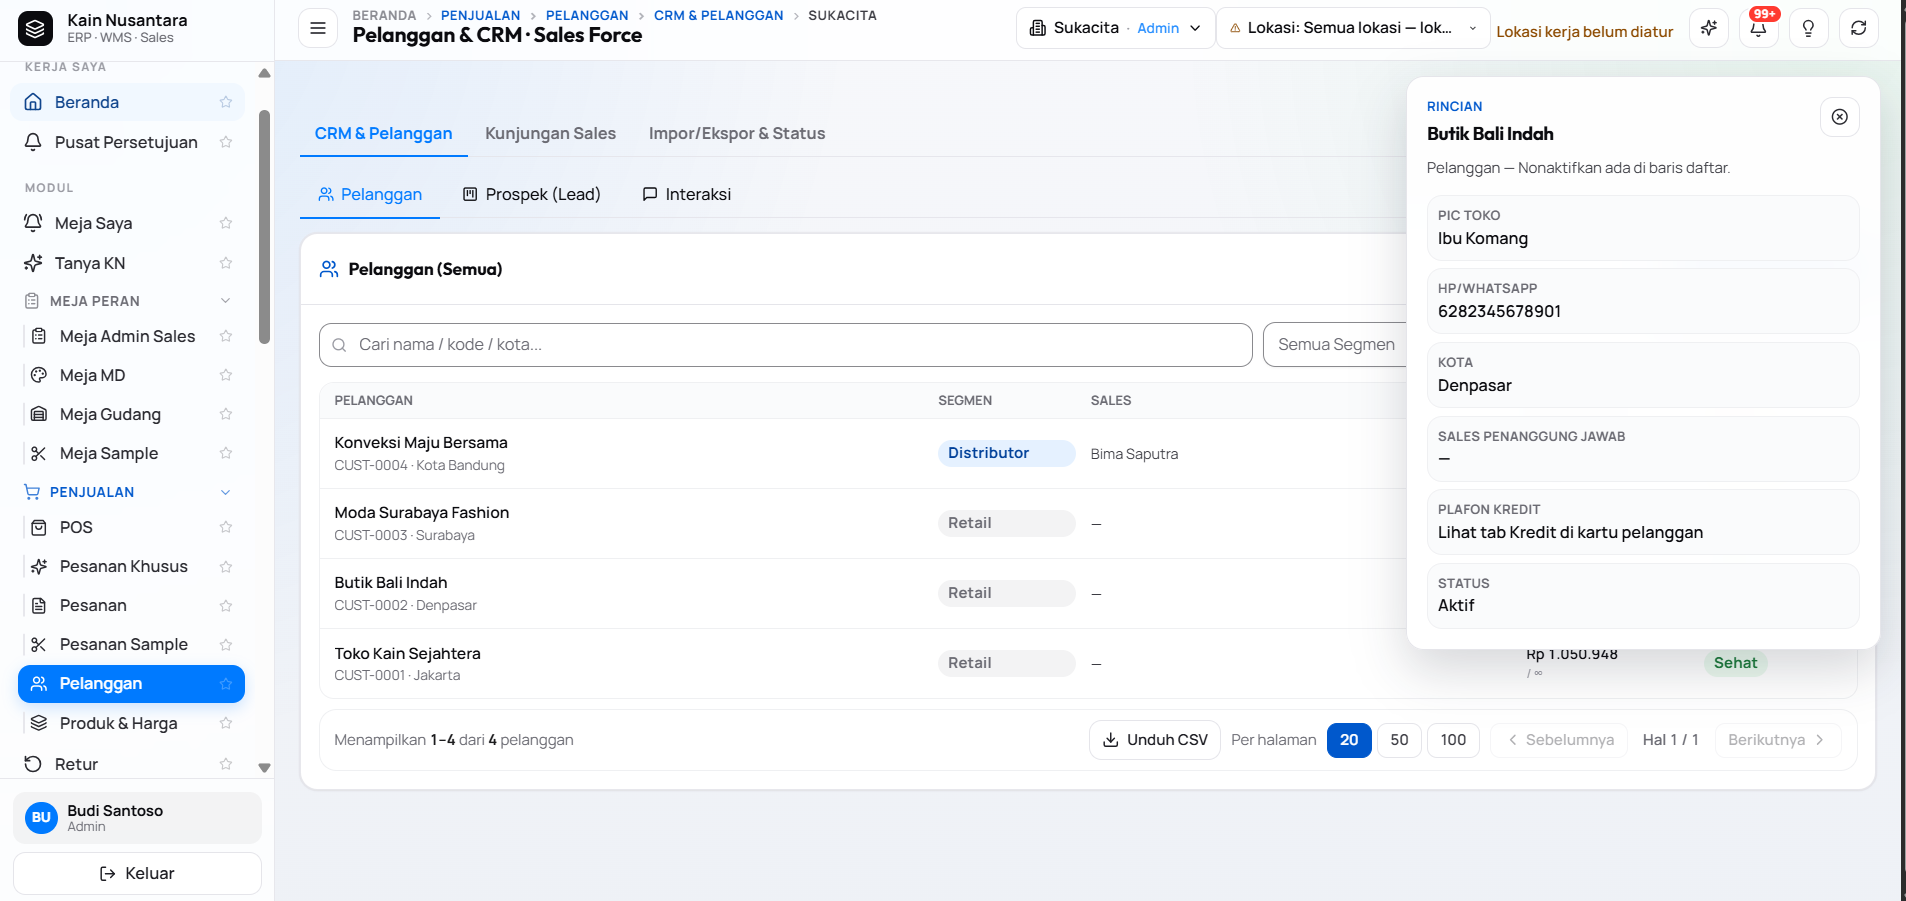 Kain Nusantara
ERP · WMS · Sales
KERJA SAYA
Beranda
Pusat Persetujuan
MODUL
Meja Saya
Tanya KN
MEJA PERAN
Meja Admin Sales
Meja MD
Meja Gudang
Meja Sample
PENJUALAN
POS
Pesanan Khusus
Pesanan
Pesanan Sample
Pelanggan
Produk & Harga
Retur
BU
Budi Santoso
Admin
Keluar
BERANDA > PENJUALAN > PELANGGAN > CRM & PELANGGAN > SUKACITA
Pelanggan & CRM · Sales Force
Sukacita · Admin
Lokasi: Semua lokasi — lok...
Lokasi kerja belum diatur
99+
CRM & Pelanggan
Kunjungan Sales
Impor/Ekspor & Status
Pelanggan
Prospek (Lead)
Interaksi
Pelanggan (Semua)
Cari nama / kode / kota...
Semua Segmen
PELANGGAN SEGMEN SALES
Konveksi Maju Bersama
CUST-0004 · Kota Bandung
Distributor
Bima Saputra
Moda Surabaya Fashion
CUST-0003 · Surabaya
Retail
—
Butik Bali Indah
CUST-0002 · Denpasar
Retail
—
Toko Kain Sejahtera
CUST-0001 · Jakarta
Retail
—
Rp 1.050.948
/ ∞
Sehat
Menampilkan 1–4 dari 4 pelanggan
Unduh CSV
Per halaman
20
50
100
Sebelumnya
Hal 1 / 1
Berikutnya
RINCIAN
Butik Bali Indah
Pelanggan — Nonaktifkan ada di baris daftar.
PIC TOKO
Ibu Komang
HP/WHATSAPP
6282345678901
KOTA
Denpasar
SALES PENANGGUNG JAWAB
—
PLAFON KREDIT
Lihat tab Kredit di kartu pelanggan
STATUS
Aktif